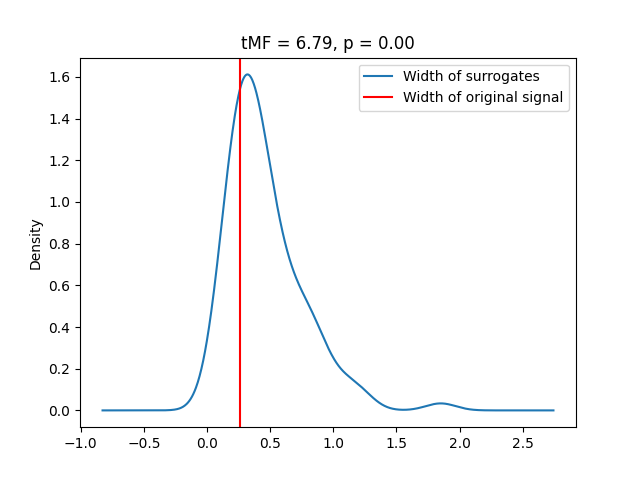 tMF = 6.79, p = 0.00
Width of surrogates
Width of original signal
Density
1.6
1.4
1.2
1.0
0.8
0.6
0.4
0.2
0.0
−1.0 −0.5 0.0 0.5 1.0 1.5 2.0 2.5